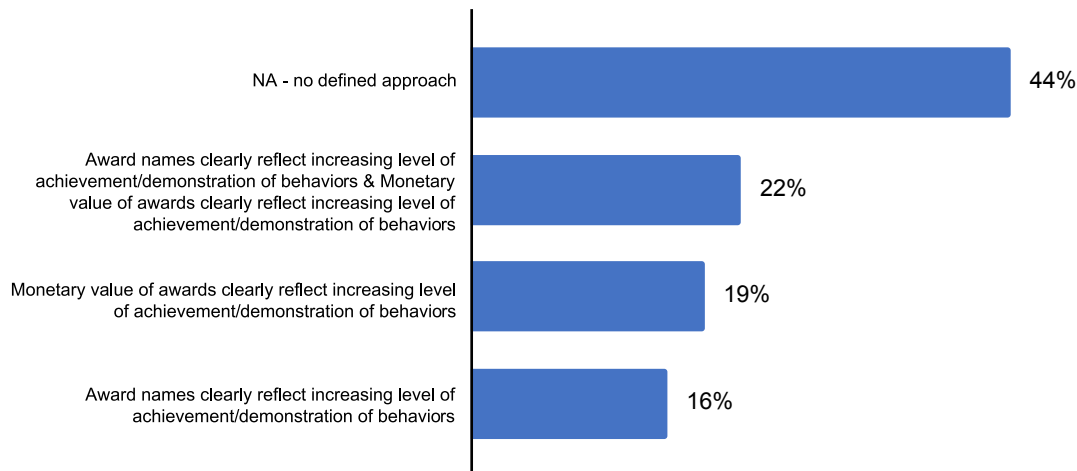 NA - no defined approach
44%
Award names clearly reflect increasing level of
achievement/demonstration of behaviors & Monetary
value of awards clearly reflect increasing level of
achievement/demonstration of behaviors
22%
Monetary value of awards clearly reflect increasing level
of achievement/demonstration of behaviors
19%
Award names clearly reflect increasing level of
achievement/demonstration of behaviors
16%